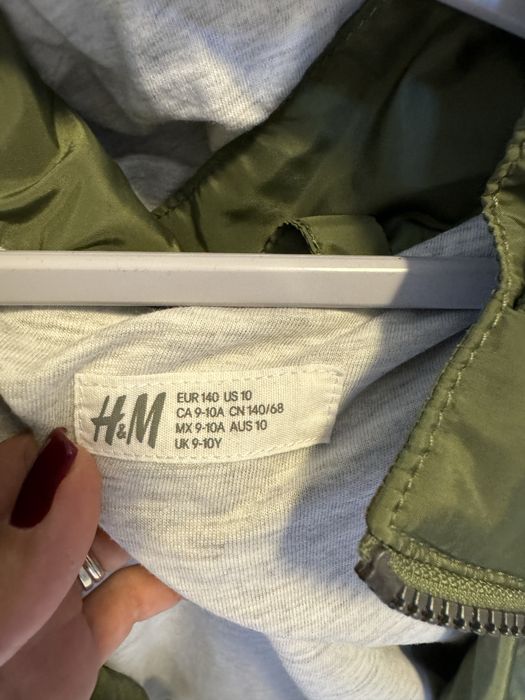 H&M
EUR 140 US 10
CA 9-10A CN 140/68
MX 9-10A AUS 10
UK 9-10Y